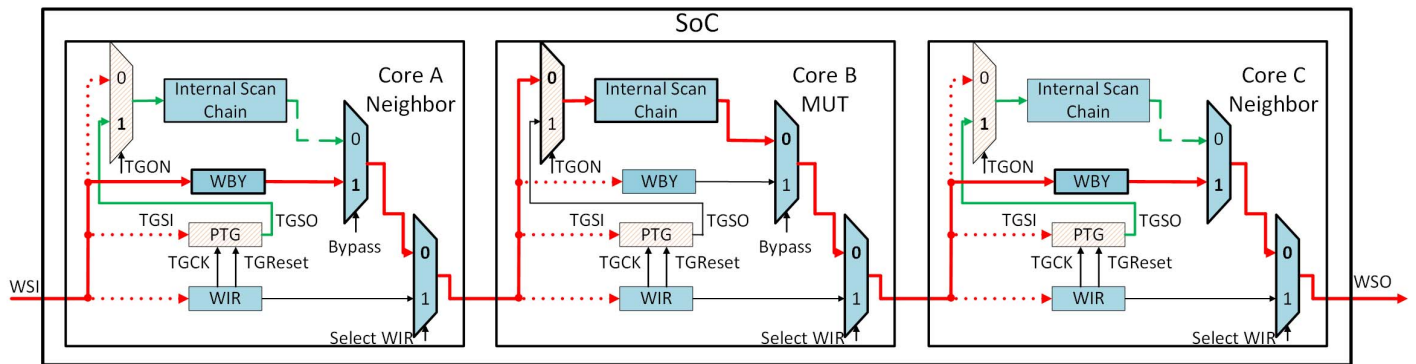 SoC
WSI
0
1
TGON
Internal Scan
Chain
Core A
Neighbor
0
1
WBY
Bypass
TGSI
TGSO
PTG
TGCK
TGReset
WIR
0
1
Select WIR
0
1
TGON
Internal Scan
Chain
Core B
MUT
0
1
WBY
Bypass
TGSI
TGSO
PTG
TGCK
TGReset
WIR
0
1
Select WIR
0
1
TGON
Internal Scan
Chain
Core C
Neighbor
0
1
WBY
TGSI
TGSO
PTG
TGCK
TGReset
WIR
0
1
Select WIR
WSO